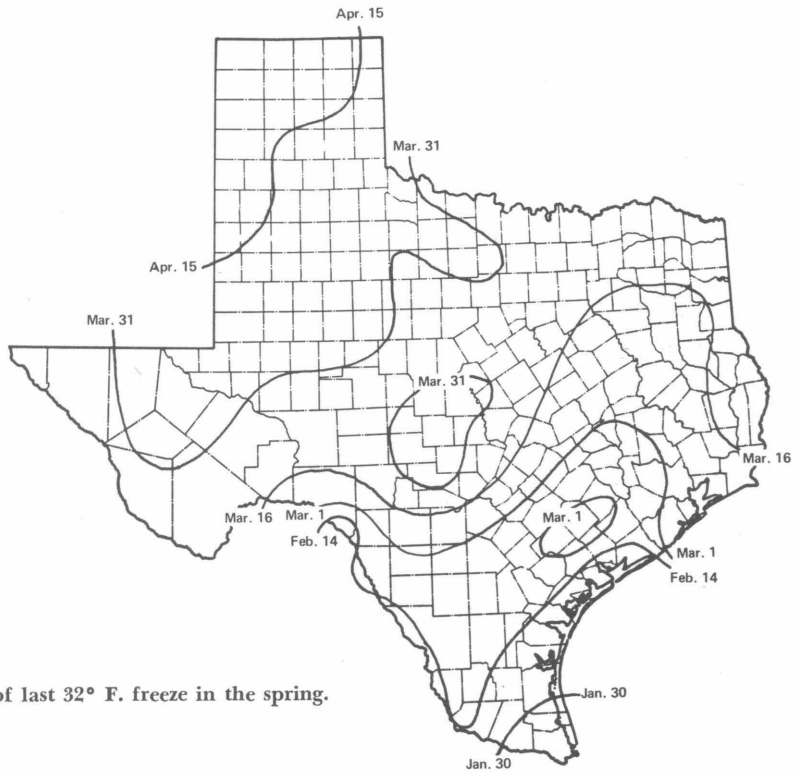 Apr. 15
Mar. 31
Apr. 15
Mar. 31
Mar. 31
Mar. 16
Mar. 16
Mar. 1
Mar. 1
Feb. 14
Mar. 1
Feb. 14
of last 32° F. freeze in the spring.
Jan. 30
Jan. 30